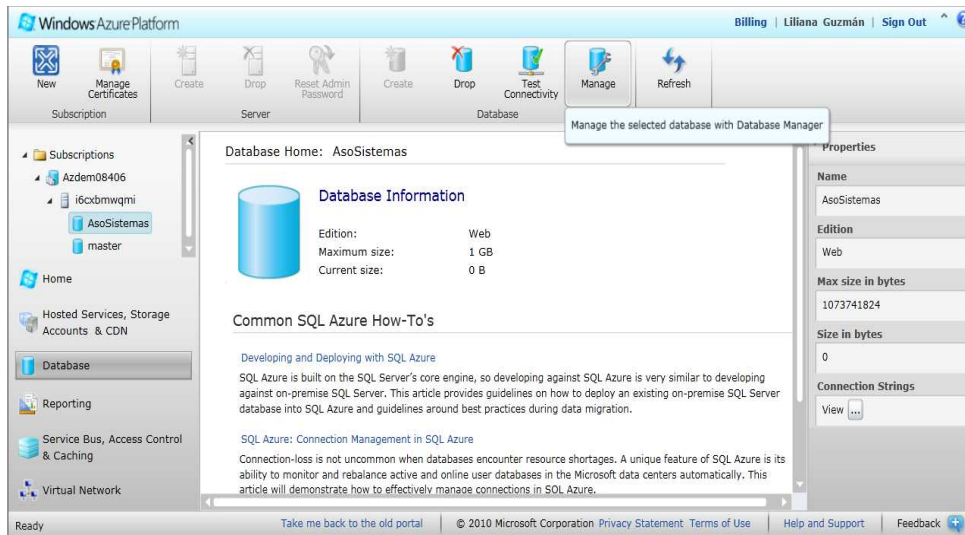 Windows Azure Platform
Billing | Liliana Guzmán | Sign Out
New
Manage Certificates
Create
Drop
Reset Admin Password
Create
Drop
Test Connectivity
Manage
Refresh
Subscription
Server
Database
Manage the selected database with Database Manager
Subscriptions
Azdem08406
i6cxbmwqmi
AsoSistemas
master
Home
Hosted Services, Storage
Accounts & CDN
Database
Reporting
Service Bus, Access Control
& Caching
Virtual Network
Database Home: AsoSistemas
Database Information
Edition: Web
Maximum size: 1 GB
Current size: 0 B
Common SQL Azure How-To's
Developing and Deploying with SQL Azure
SQL Azure is built on the SQL Server's core engine, so developing against SQL Azure is very similar to developing
against on-premise SQL Server. This article provides guidelines on how to deploy an existing on-premise SQL Server
database into SQL Azure and guidelines around best practices during data migration.
SQL Azure: Connection Management in SQL Azure
Connection-loss is not uncommon when databases encounter resource shortages. A unique feature of SQL Azure is its
ability to monitor and rebalance active and online user databases in the Microsoft data centers automatically. This
article will demonstrate how to effectively manage connections in SQL Azure.
Properties
Name
AsoSistemas
Edition
Web
Max size in bytes
1073741824
Size in bytes
0
Connection Strings
View ...
Ready
Take me back to the old portal | © 2010 Microsoft Corporation Privacy Statement Terms of Use | Help and Support | Feedback